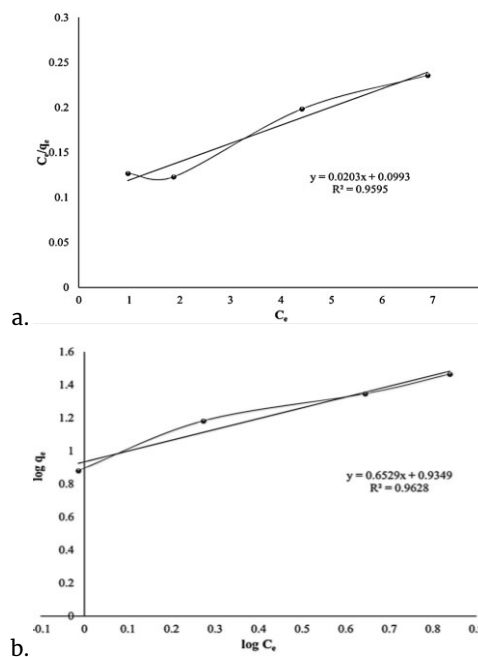 0.3
0.25
0.2
0.15
0.1
0.05
0
Cₑ/qₑ
y = 0.0203x + 0.0993
R² = 0.9595
0 1 2 3 4 5 6 7
Cₑ
a.
1.6
1.4
1.2
1
0.8
0.6
0.4
0.2
0
log qₑ
y = 0.6529x + 0.9349
R² = 0.9628
-0.1 0 0.1 0.2 0.3 0.4 0.5 0.6 0.7 0.8
log Cₑ
b.